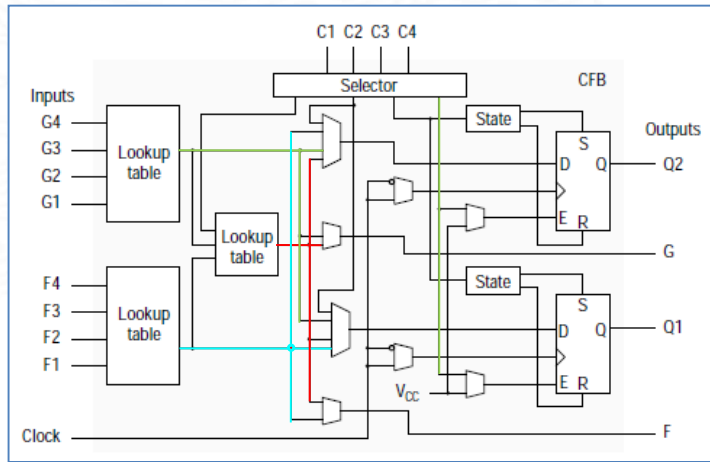 C1 C2 C3 C4
Selector
CFB
Inputs
Outputs
G4
G3
G2
G1
Lookup
table
State
S
D Q
E
R
Q2
Lookup
table
G
F4
F3
F2
F1
Lookup
table
State
S
D Q
E
R
Q1
VCC
Clock
F